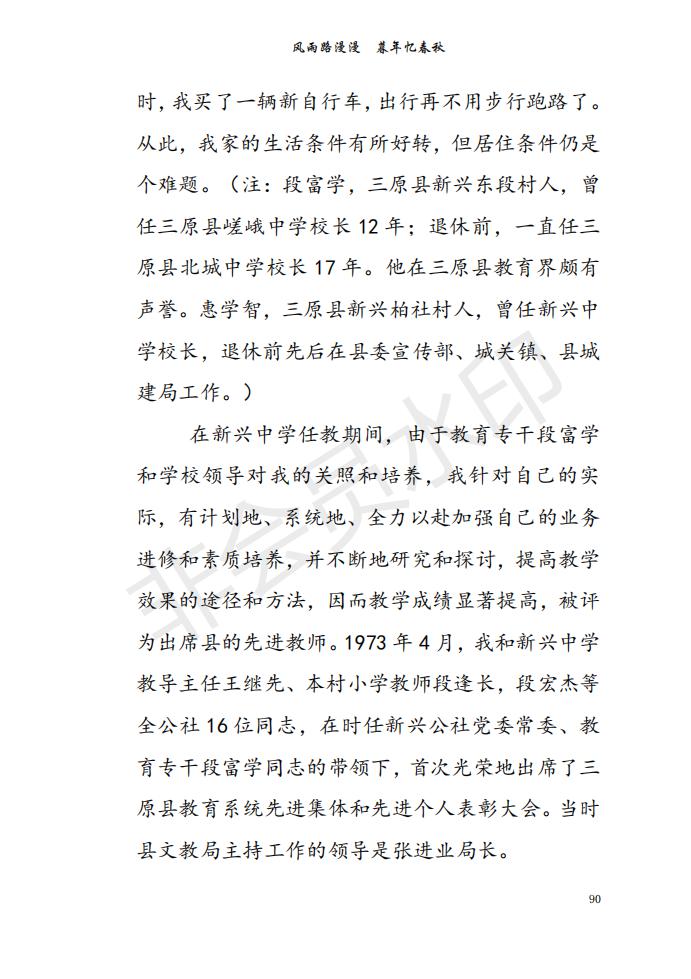 风雨路漫漫　暮年忆春秋
时，我买了一辆新自行车，出行再不用步行跑路了。
从此，我家的生活条件有所好转，但居住条件仍是
个难题。（注：段富学，三原县新兴东段村人，曾
任三原县嵯峨中学校长 12 年；退休前，一直任三
原县北城中学校长 17 年。他在三原县教育界颇有
声誉。惠学智，三原县新兴柏社村人，曾任新兴中
学校长，退休前先后在县委宣传部、城关镇、县城
建局工作。）
在新兴中学任教期间，由于教育专干段富学
和学校领导对我的关照和培养，我针对自己的实
际，有计划地、系统地、全力以赴加强自己的业务
进修和素质培养，并不断地研究和探讨，提高教学
效果的途径和方法，因而教学成绩显著提高，被评
为出席县的先进教师。1973 年 4 月，我和新兴中学
教导主任王继先、本村小学教师段逢长，段宏杰等
全公社 16 位同志，在时任新兴公社党委常委、教
育专干段富学同志的带领下，首次光荣地出席了三
原县教育系统先进集体和先进个人表彰大会。当时
县文教局主持工作的领导是张进业局长。
90
非会员水印